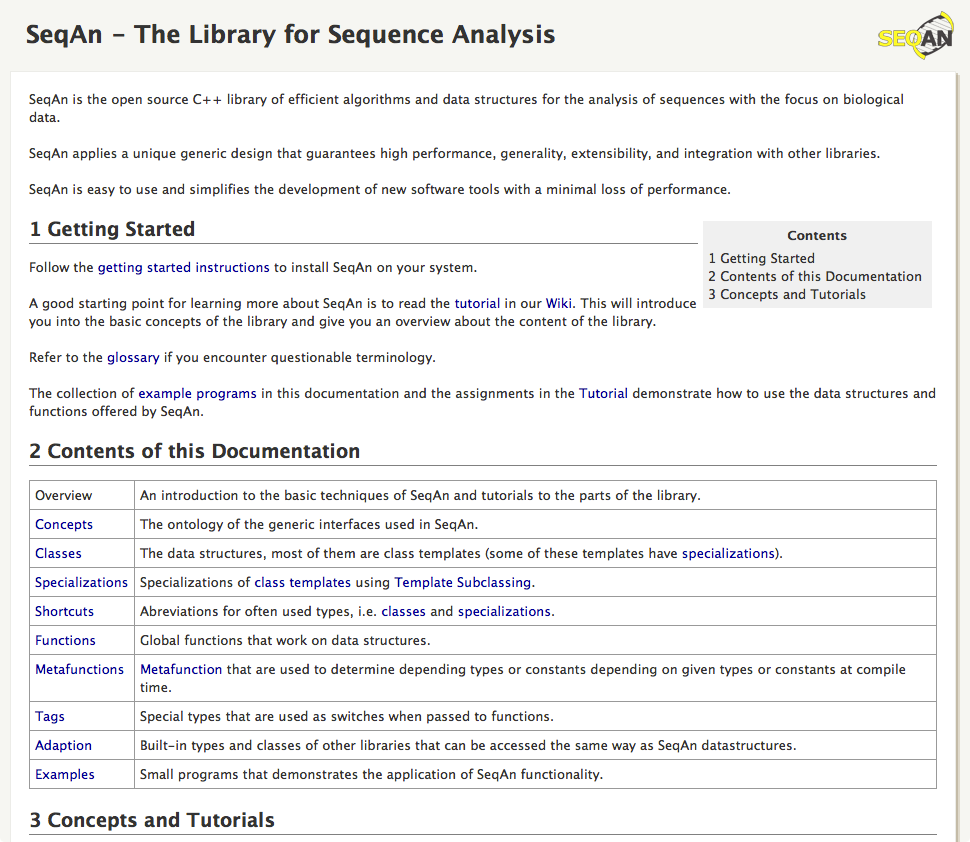 SeqAn – The Library for Sequence Analysis
SEQAN
SeqAn is the open source C++ library of efficient algorithms and data structures for the analysis of sequences with the focus on biological
data.
SeqAn applies a unique generic design that guarantees high performance, generality, extensibility, and integration with other libraries.
SeqAn is easy to use and simplifies the development of new software tools with a minimal loss of performance.
1 Getting Started
Contents
1 Getting Started
2 Contents of this Documentation
3 Concepts and Tutorials
Follow the getting started instructions to install SeqAn on your system.
A good starting point for learning more about SeqAn is to read the tutorial in our Wiki. This will introduce
you into the basic concepts of the library and give you an overview about the content of the library.
Refer to the glossary if you encounter questionable terminology.
The collection of example programs in this documentation and the assignments in the Tutorial demonstrate how to use the data structures and
functions offered by SeqAn.
2 Contents of this Documentation
Overview An introduction to the basic techniques of SeqAn and tutorials to the parts of the library.
Concepts The ontology of the generic interfaces used in SeqAn.
Classes The data structures, most of them are class templates (some of these templates have specializations).
Specializations Specializations of class templates using Template Subclassing.
Shortcuts Abreviations for often used types, i.e. classes and specializations.
Functions Global functions that work on data structures.
Metafunctions Metafunction that are used to determine depending types or constants depending on given types or constants at compile
time.
Tags Special types that are used as switches when passed to functions.
Adaption Built-in types and classes of other libraries that can be accessed the same way as SeqAn datastructures.
Examples Small programs that demonstrates the application of SeqAn functionality.
3 Concepts and Tutorials